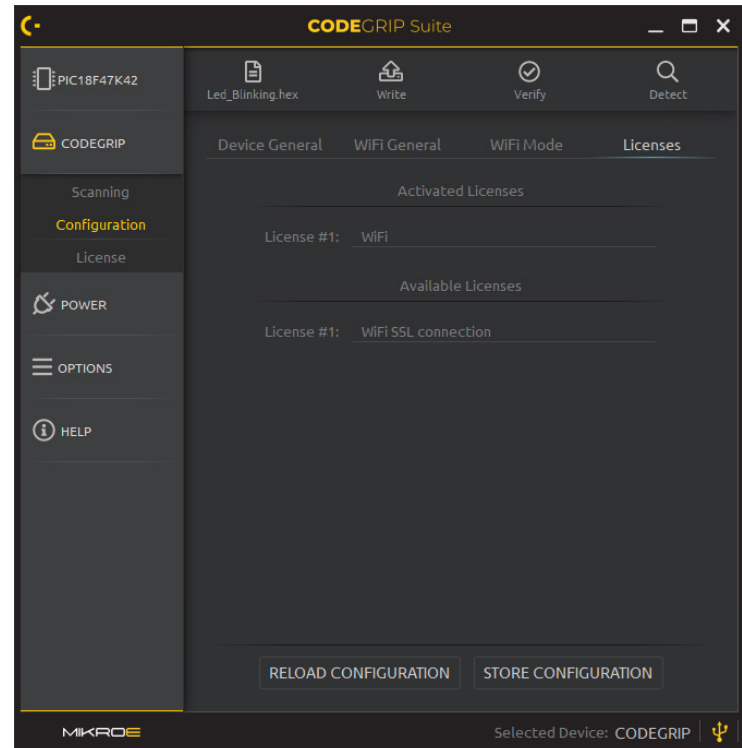 CODEGRIP Suite
PIC18F47K42
Led_Blinking.hex
Write
Verify
Detect
CODEGRIP
Scanning
Configuration
License
POWER
OPTIONS
HELP
Device General
WiFi General
WiFi Mode
Licenses
Activated Licenses
License #1: WiFi
Available Licenses
License #1: WiFi SSL connection
RELOAD CONFIGURATION
STORE CONFIGURATION
MIKROE
Selected Device: CODEGRIP